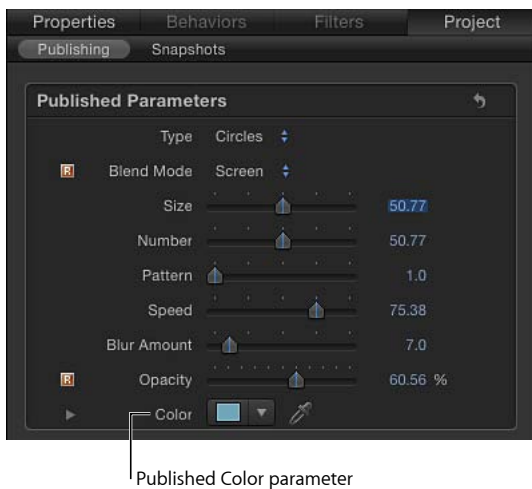 Properties Behaviors Filters Project
Publishing Snapshots
Published Parameters
Type Circles
R Blend Mode Screen
Size 50.77
Number 50.77
Pattern 1.0
Speed 75.38
Blur Amount 7.0
R Opacity 60.56 %
Color
Published Color parameter